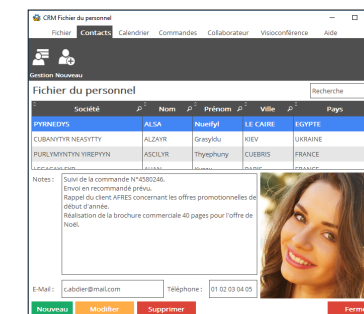 CRM Fichier du personnel
Fichier Contacts Calendrier Commandes Collaborateur Visioconférence Aide
Gestion Nouveau
Fichier du personnel Recherche
Société Nom Prénom Ville Pays
PYRNEDYS ALSA Nueifyl LE CAIRE EGYPTE
CUBANYTYR NEASYTTY ALZAYR Grasyldu KIEV UKRAINE
PURLYMYNTYN YIREPYYN ASCILYR Thyephuny CUEBRIS FRANCE
Notes : Suivi de la commande N°4580246.
Envoi en recommandé prévu.
Rappel du client AFRES concernant les offres promotionnelles de
début d'année.
Réalisation de la brochure commerciale 40 pages pour l'offre de
Noël.
E-Mail : c.abdier@mail.com Téléphone : 01 02 03 04 05
Nouveau Modifier Supprimer Ferme